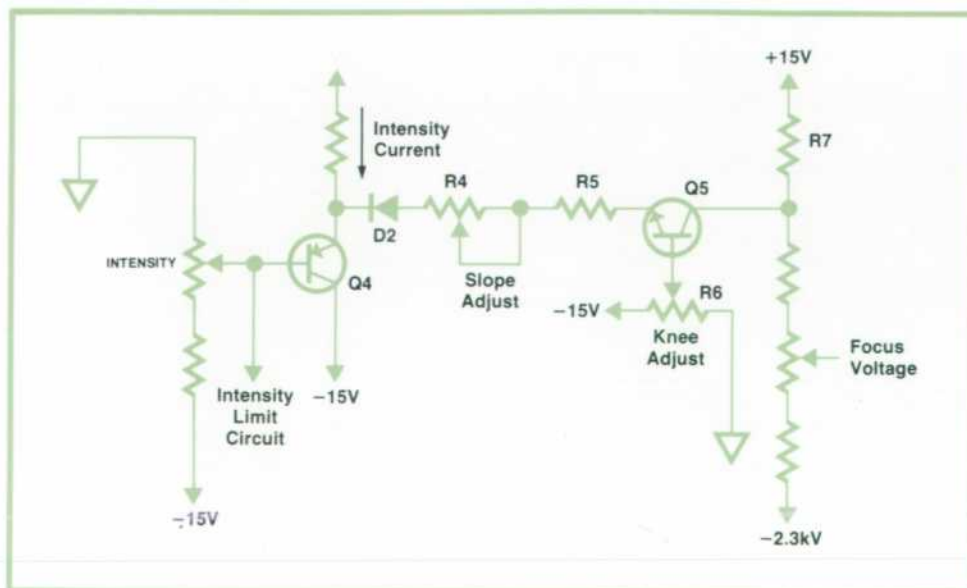 +15V
R7
Intensity
Current
R4
R5
Q5
D2
INTENSITY
Q4
Slope
Adjust
R6
−15V
Knee
Adjust
Focus
Voltage
Intensity
Limit
Circuit
−15V
−15V
−2.3kV